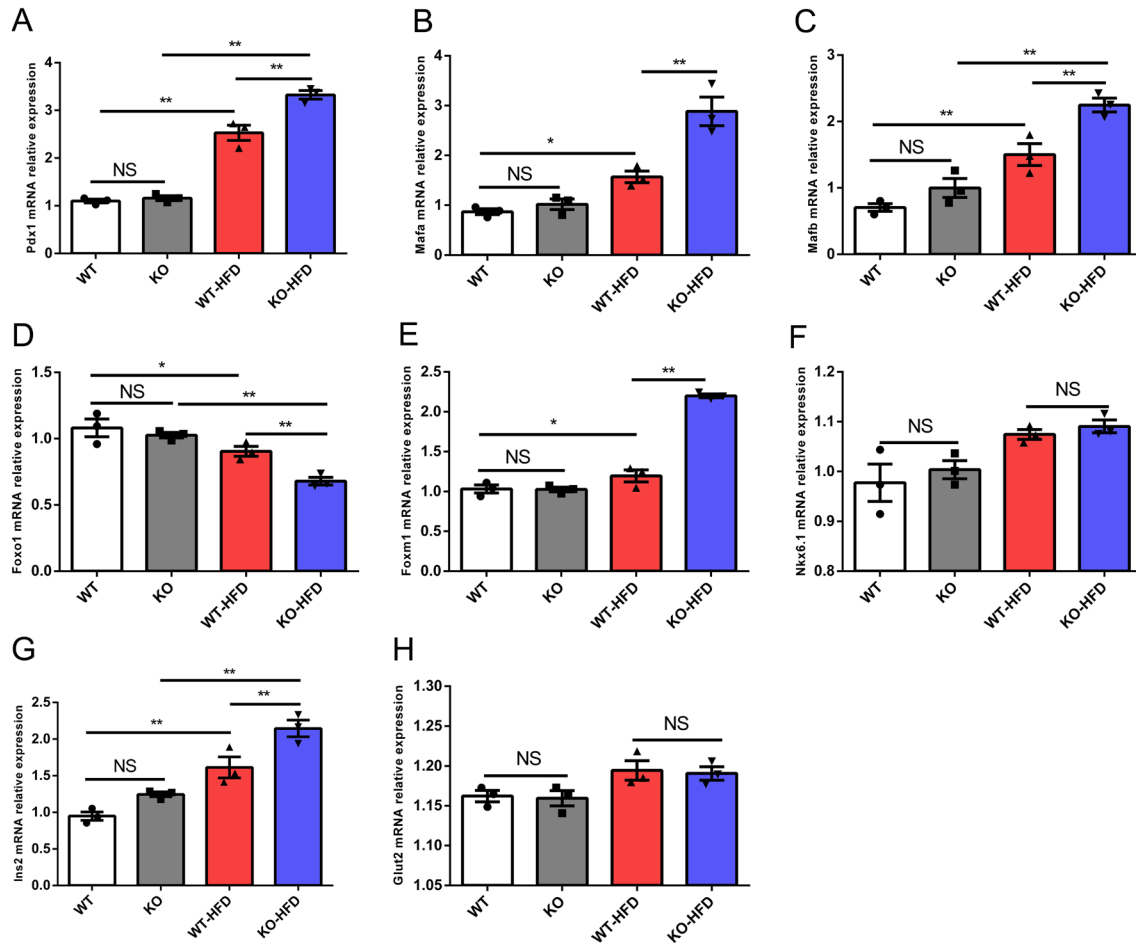 A
Pdx1 mRNA relative expression
4
3
2
1
0
**
**
**
NS
WT
KO
WT-HFD
KO-HFD
B
Mafa mRNA relative expression
4
3
2
1
0
**
*
NS
WT
KO
WT-HFD
KO-HFD
C
Mafb mRNA relative expression
3
2
1
0
**
**
**
NS
WT
KO
WT-HFD
KO-HFD
D
Foxo1 mRNA relative expression
1.5
1.0
0.5
0.0
*
NS
**
**
WT
KO
WT-HFD
KO-HFD
E
Foxm1 mRNA relative expression
2.5
2.0
1.5
1.0
0.5
0.0
**
*
NS
WT
KO
WT-HFD
KO-HFD
F
Nkx6.1 mRNA relative expression
1.2
1.1
1.0
0.9
0.8
NS
NS
WT
KO
WT-HFD
KO-HFD
G
Ins2 mRNA relative expression
2.5
2.0
1.5
1.0
0.5
0.0
**
**
**
NS
WT
KO
WT-HFD
KO-HFD
H
Glut2 mRNA relative expression
1.30
1.25
1.20
1.15
1.10
1.05
NS
NS
WT
KO
WT-HFD
KO-HFD